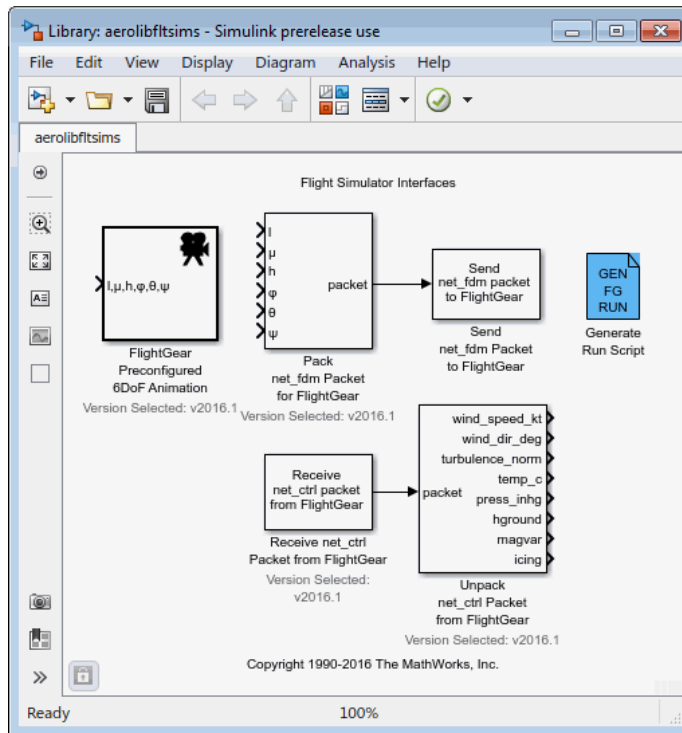 Library: aerolibfltsims - Simulink prerelease use
File Edit View Display Diagram Analysis Help
aerolibfltsims
Flight Simulator Interfaces
l,μ,h,φ,θ,ψ
FlightGear
Preconfigured
6DoF Animation
Version Selected: v2016.1
l
μ
h
φ
θ
ψ
packet
Pack
net_fdm Packet
for FlightGear
Version Selected: v2016.1
Send
net_fdm packet
to FlightGear
Send
net_fdm Packet
to FlightGear
GEN
FG
RUN
Generate
Run Script
Receive
net_ctrl packet
from FlightGear
Receive net_ctrl
Packet from FlightGear
Version Selected:
v2016.1
packet
wind_speed_kt
wind_dir_deg
turbulence_norm
temp_c
press_inhg
hground
magvar
icing
Unpack
net_ctrl Packet
from FlightGear
Version Selected: v2016.1
Copyright 1990-2016 The MathWorks, Inc.
Ready 100%